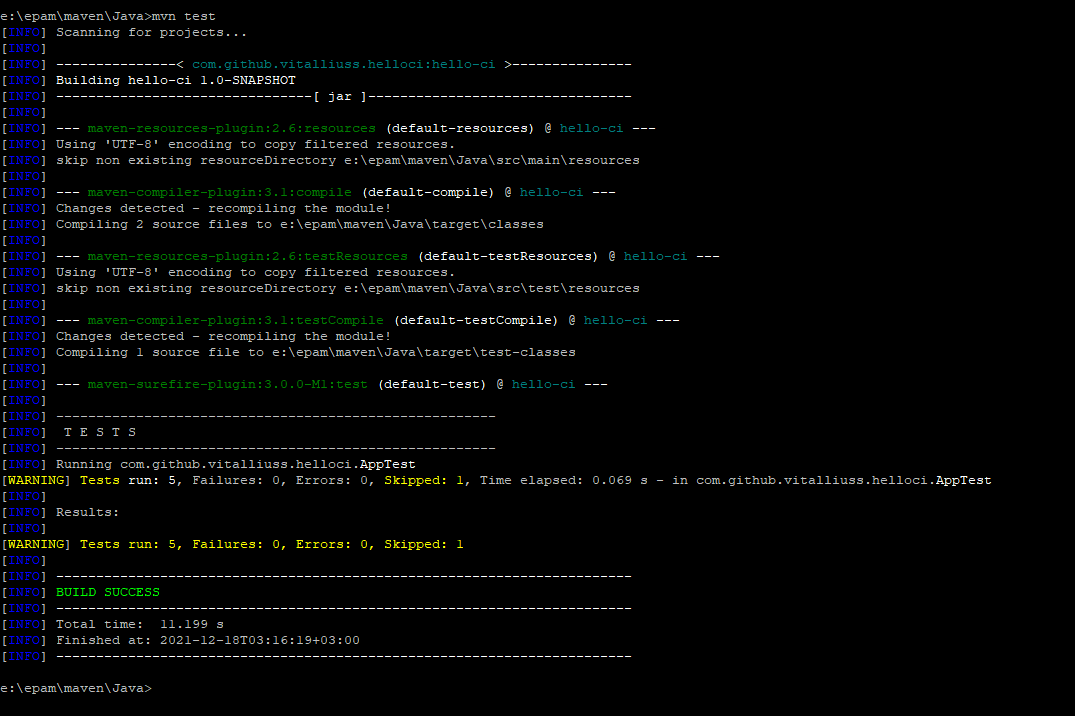 e:\epam\maven\Java>mvn test
[INFO] Scanning for projects...
[INFO]
[INFO] ---------------< com.github.vitalliuss.helloci:hello-ci >---------------
[INFO] Building hello-ci 1.0-SNAPSHOT
[INFO] --------------------------------[ jar ]---------------------------------
[INFO]
[INFO] --- maven-resources-plugin:2.6:resources (default-resources) @ hello-ci ---
[INFO] Using 'UTF-8' encoding to copy filtered resources.
[INFO] skip non existing resourceDirectory e:\epam\maven\Java\src\main\resources
[INFO]
[INFO] --- maven-compiler-plugin:3.1:compile (default-compile) @ hello-ci ---
[INFO] Changes detected - recompiling the module!
[INFO] Compiling 2 source files to e:\epam\maven\Java\target\classes
[INFO]
[INFO] --- maven-resources-plugin:2.6:testResources (default-testResources) @ hello-ci ---
[INFO] Using 'UTF-8' encoding to copy filtered resources.
[INFO] skip non existing resourceDirectory e:\epam\maven\Java\src\test\resources
[INFO]
[INFO] --- maven-compiler-plugin:3.1:testCompile (default-testCompile) @ hello-ci ---
[INFO] Changes detected - recompiling the module!
[INFO] Compiling 1 source file to e:\epam\maven\Java\target\test-classes
[INFO]
[INFO] --- maven-surefire-plugin:3.0.0-M1:test (default-test) @ hello-ci ---
[INFO]
[INFO] -------------------------------------------------------
[INFO]  T E S T S
[INFO] -------------------------------------------------------
[INFO] Running com.github.vitalliuss.helloci.AppTest
[WARNING] Tests run: 5, Failures: 0, Errors: 0, Skipped: 1, Time elapsed: 0.069 s - in com.github.vitalliuss.helloci.AppTest
[INFO]
[INFO] Results:
[INFO]
[WARNING] Tests run: 5, Failures: 0, Errors: 0, Skipped: 1
[INFO]
[INFO] ------------------------------------------------------------------------
[INFO] BUILD SUCCESS
[INFO] ------------------------------------------------------------------------
[INFO] Total time:  11.199 s
[INFO] Finished at: 2021-12-18T03:16:19+03:00
[INFO] ------------------------------------------------------------------------
e:\epam\maven\Java>